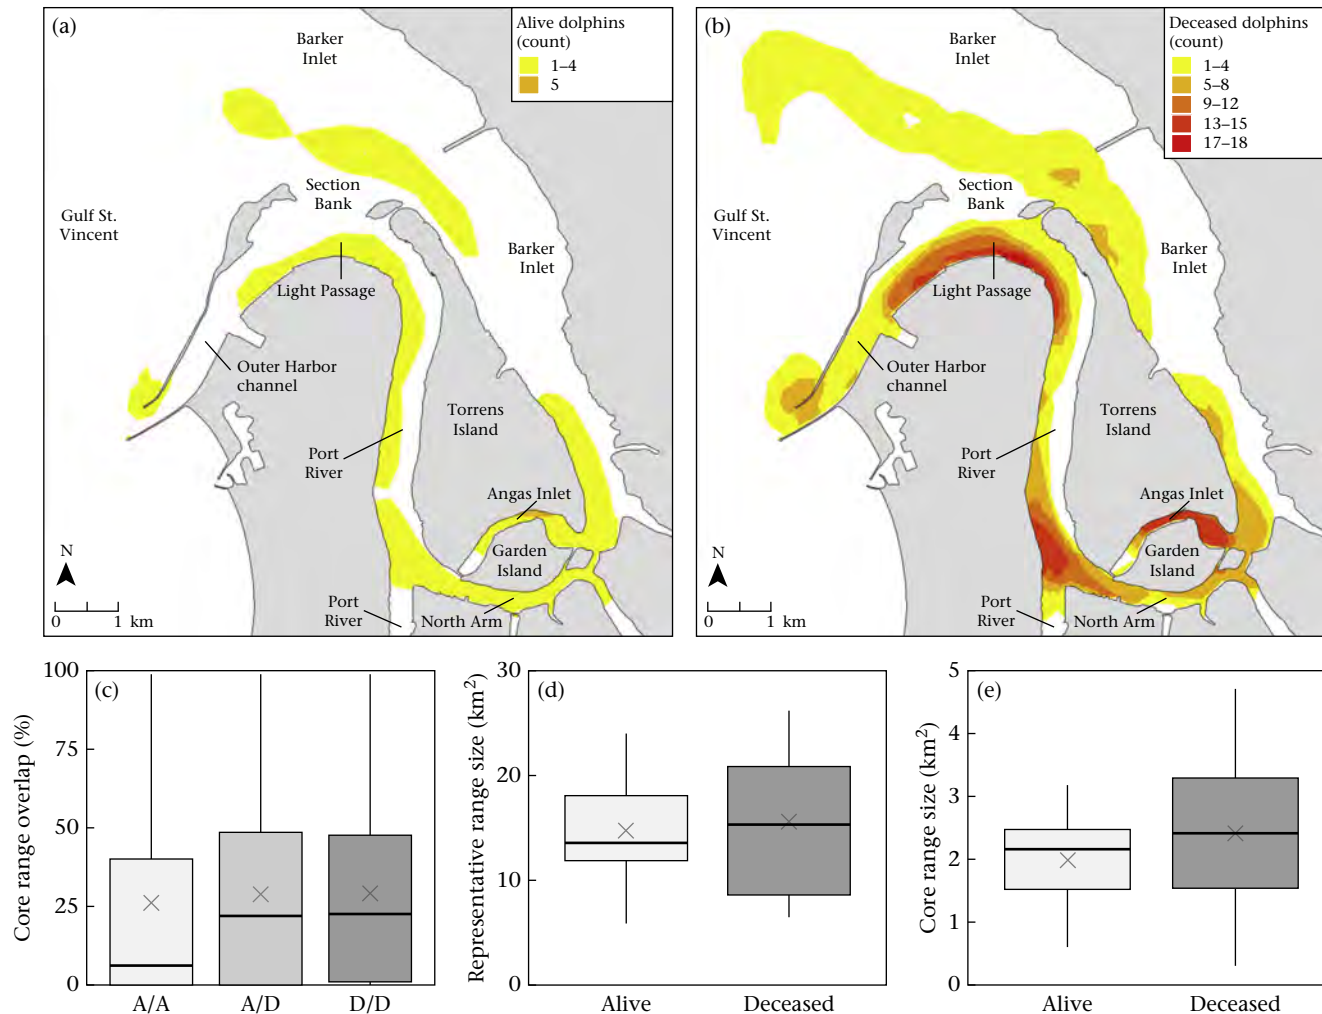 (a)
Alive dolphins
(count)
1–4
5
Barker
Inlet
Section
Bank
Gulf St.
Vincent
Barker
Inlet
Light Passage
Outer Harbor
channel
Torrens
Island
Port
River
Angas Inlet
Garden
Island
N
0 1 km
Port
River
North Arm
(b)
Deceased dolphins
(count)
1–4
5–8
9–12
13–15
17–18
Barker
Inlet
Section
Bank
Gulf St.
Vincent
Barker
Inlet
Light Passage
Outer Harbor
channel
Torrens
Island
Port
River
Angas Inlet
Garden
Island
N
0 1 km
Port
River
North Arm
(c)
Core range overlap (%)
100
75
50
25
0
A/A A/D D/D
(d)
Representative range size (km²)
30
20
10
0
Alive Deceased
(e)
Core range size (km²)
5
4
3
2
1
0
Alive Deceased